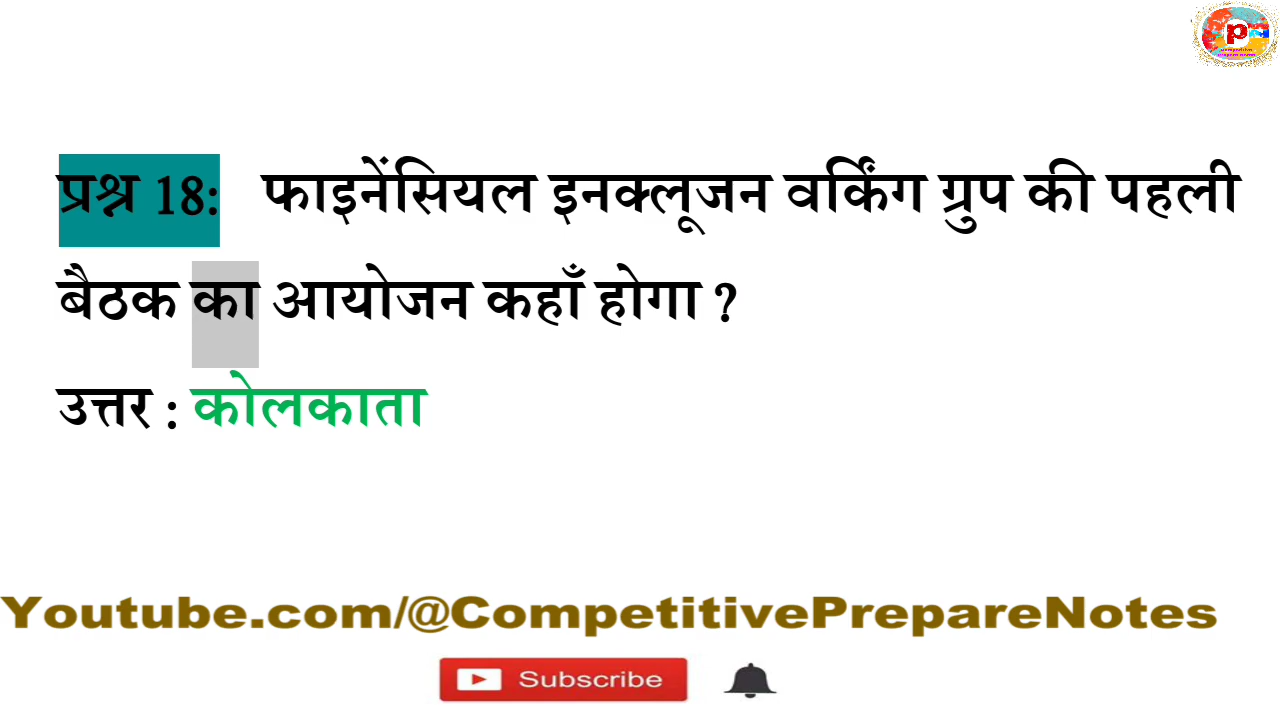 प्रश्न 18: फाइनेंसियल इनक्लूजन वर्किंग ग्रुप की पहली
बैठक का आयोजन कहाँ होगा ?
उत्तर : कोलकाता
Youtube.com/@CompetitivePrepareNotes
Subscribe